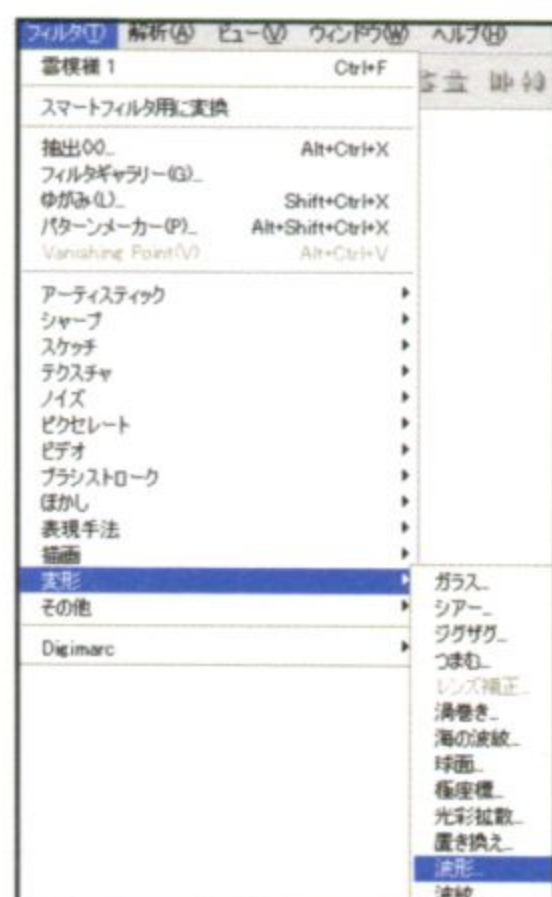 フィルタ(T) 解析(A) ビュー(V) ウィンドウ(W) ヘルプ(H)
雲模様 1 Ctrl+F
スマートフィルタ用に変換
抽出(X)... Alt+Ctrl+X
フィルタギャラリー(G)...
ゆがみ(L)... Shift+Ctrl+X
パターンメーカー(P)... Alt+Shift+Ctrl+X
Vanishing Point(V) Alt+Ctrl+V
アーティスティック
シャープ
スケッチ
テクスチャ
ノイズ
ピクセレート
ビデオ
ブラシストローク
ぼかし
表現手法
描画
変形
その他
Digimarc
ガラス...
シアー...
ジグザグ...
つまむ...
レンズ補正...
渦巻き...
海の波紋...
球面...
極座標...
光彩拡散...
置き換え...
波形...
波紋